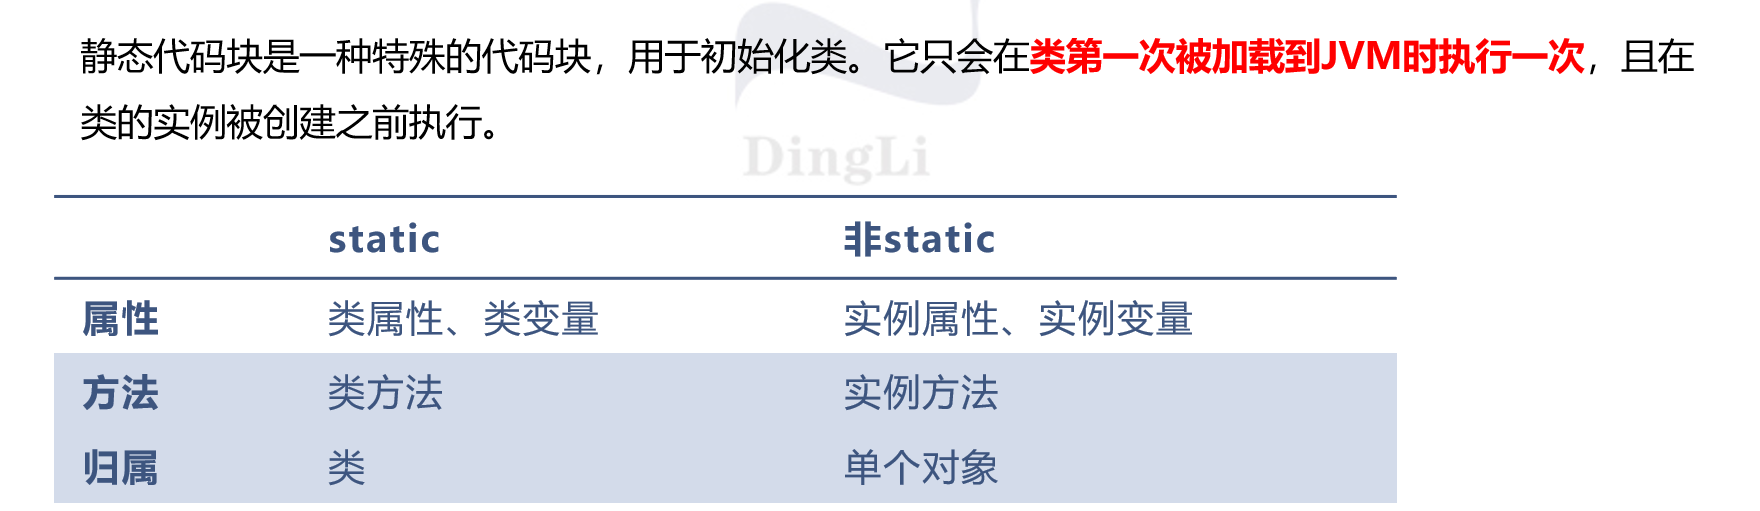 静态代码块是一种特殊的代码块，用于初始化类。它只会在类第一次被加载到JVM时执行一次，且在
类的实例被创建之前执行。
DingLi
static 非static
属性 类属性、类变量 实例属性、实例变量
方法 类方法 实例方法
归属 类 单个对象